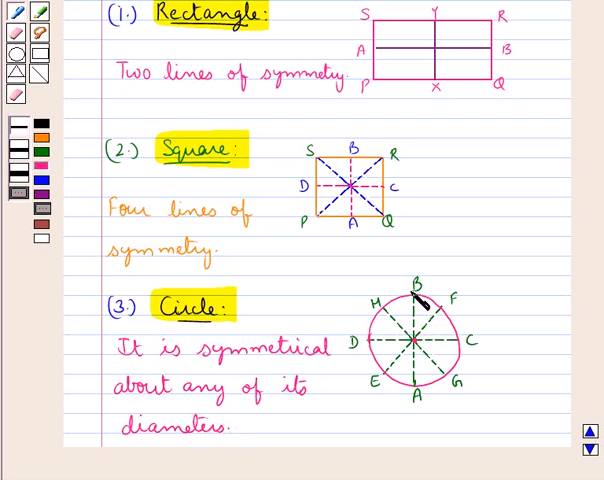 (1.) Rectangle:
Two lines of symmetry.
S Y R
A B
P X Q
(2.) Square:
Four lines of
symmetry.
S B R
D C
P A Q
(3.) Circle:
It is symmetrical
about any of its
diameters.
B
H F
D C
E G
A